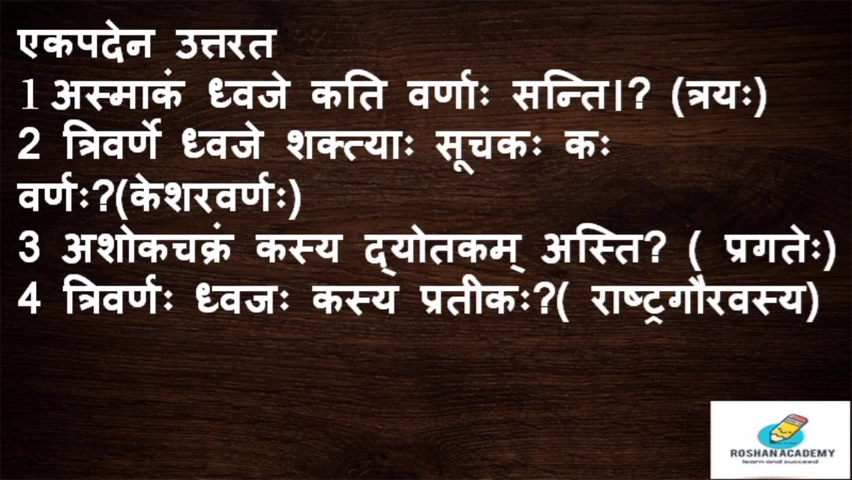 एकपदेन उत्तरत
1 अस्माकं ध्वजे कति वर्णाः सन्ति।? (त्रयः)
2 त्रिवर्णे ध्वजे शक्त्याः सूचकः कः
वर्णः?(केशरवर्णः)
3 अशोकचक्रं कस्य द्योतकम् अस्ति? ( प्रगतेः)
4 त्रिवर्णः ध्वजः कस्य प्रतीकः?( राष्ट्रगौरवस्य)
ROSHAN ACADEMY
learn and succeed